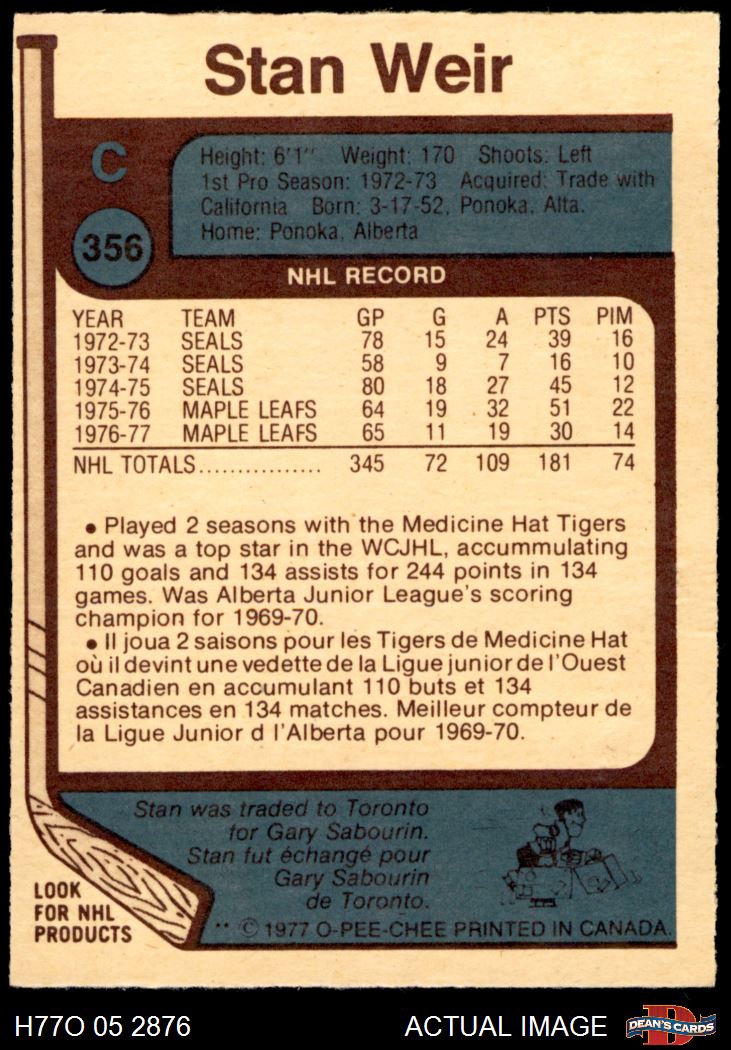 Stan Weir
C
356
Height: 6'1" Weight: 170 Shoots: Left
1st Pro Season: 1972-73 Acquired: Trade with
California Born: 3-17-52, Ponoka, Alta.
Home: Ponoka, Alberta
NHL RECORD
YEAR TEAM GP G A PTS PIM
1972-73 SEALS 78 15 24 39 16
1973-74 SEALS 58 9 7 16 10
1974-75 SEALS 80 18 27 45 12
1975-76 MAPLE LEAFS 64 19 32 51 22
1976-77 MAPLE LEAFS 65 11 19 30 14
NHL TOTALS................ 345 72 109 181 74
• Played 2 seasons with the Medicine Hat Tigers
and was a top star in the WCJHL, accummulating
110 goals and 134 assists for 244 points in 134
games. Was Alberta Junior League's scoring
champion for 1969-70.
• Il joua 2 saisons pour les Tigers de Medicine Hat
où il devint une vedette de la Ligue junior de l'Ouest
Canadien en accumulant 110 buts et 134
assistances en 134 matches. Meilleur compteur de
la Ligue Junior d l'Alberta pour 1969-70.
Stan was traded to Toronto
for Gary Sabourin.
Stan fut échangé pour
Gary Sabourin
de Toronto.
LOOK
FOR NHL
PRODUCTS
** © 1977 O-PEE-CHEE PRINTED IN CANADA.
H77O 05 2876 ACTUAL IMAGE
D
DEAN'S CARDS